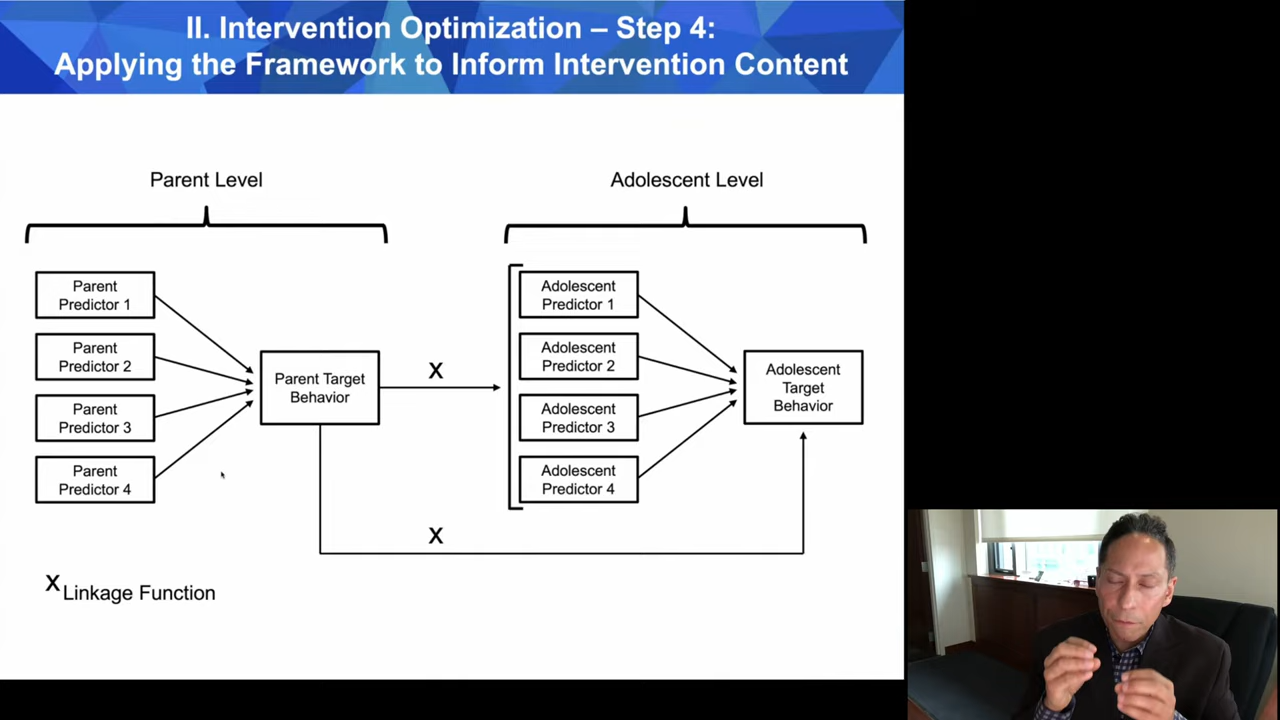 II. Intervention Optimization – Step 4:
Applying the Framework to Inform Intervention Content
Parent Level
Adolescent Level
Parent
Predictor 1
Parent
Predictor 2
Parent
Predictor 3
Parent
Predictor 4
Parent Target
Behavior
X
X
Adolescent
Predictor 1
Adolescent
Predictor 2
Adolescent
Predictor 3
Adolescent
Predictor 4
Adolescent
Target
Behavior
X Linkage Function